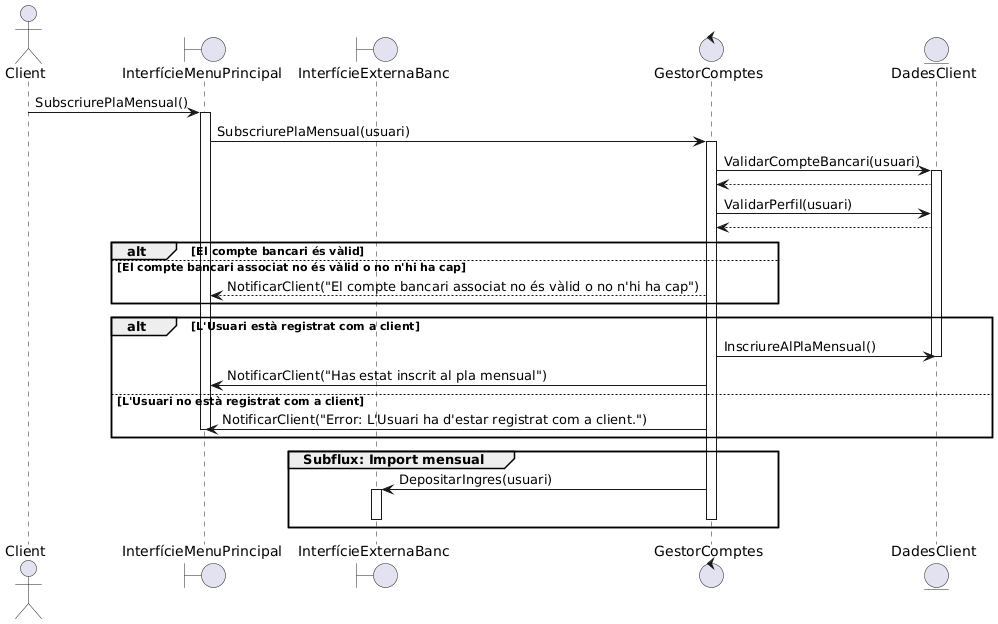 Client
InterfícieMenuPrincipal
InterfícieExternaBanc
GestorComptes
DadesClient
SubscriurePlaMensual()
SubscriurePlaMensual(usuari)
ValidarCompteBancari(usuari)
ValidarPerfil(usuari)
alt [El compte bancari és vàlid]
[El compte bancari associat no és vàlid o no n'hi ha cap]
NotificarClient("El compte bancari associat no és vàlid o no n'hi ha cap")
alt [L'Usuari està registrat com a client]
InscriureAlPlaMensual()
NotificarClient("Has estat inscrit al pla mensual")
[L'Usuari no està registrat com a client]
NotificarClient("Error: L'Usuari ha d'estar registrat com a client.")
Subflux: Import mensual
DepositarIngres(usuari)
Client
InterfícieMenuPrincipal
InterfícieExternaBanc
GestorComptes
DadesClient